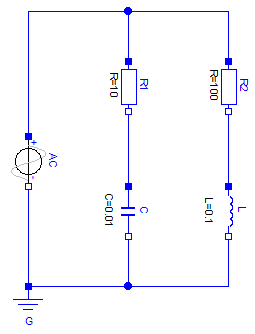 R1
R=10
R2
R=100
+
AC
-
C
C=0.01
L
L=0.1
G